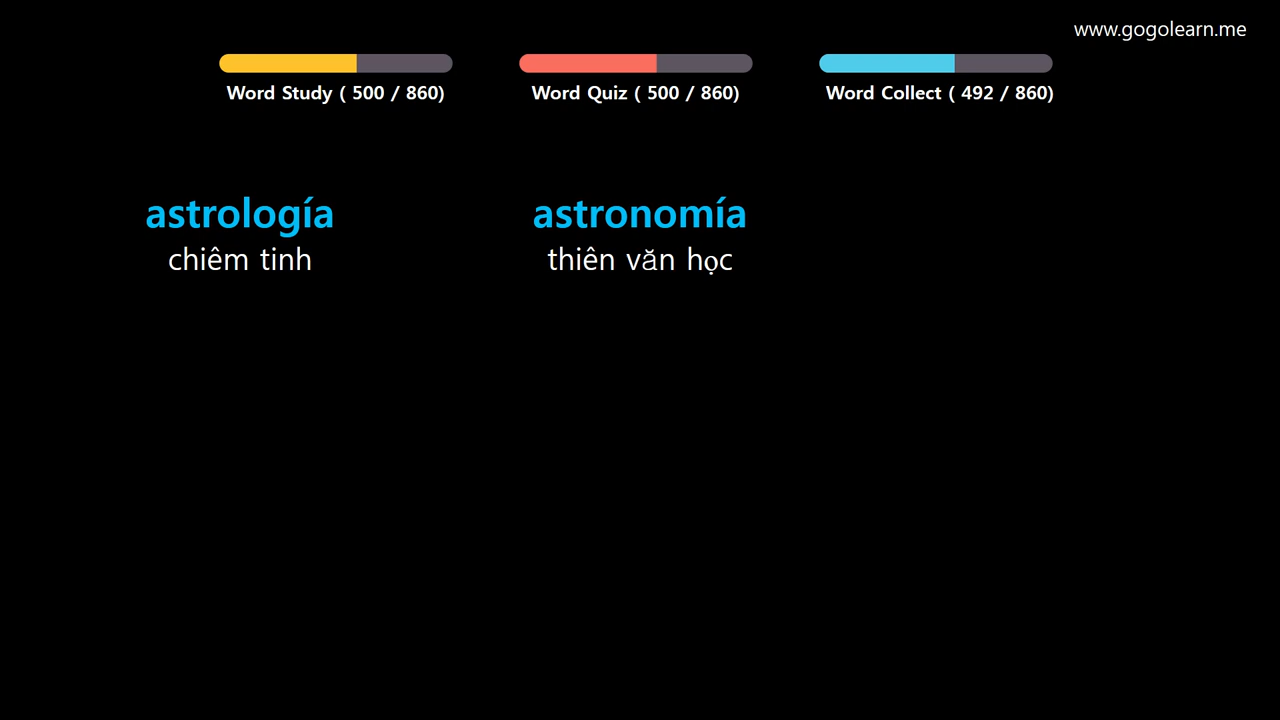 www.gogolearn.me
Word Study ( 500 / 860)
Word Quiz ( 500 / 860)
Word Collect ( 492 / 860)
astrología
chiêm tinh
astronomía
thiên văn học